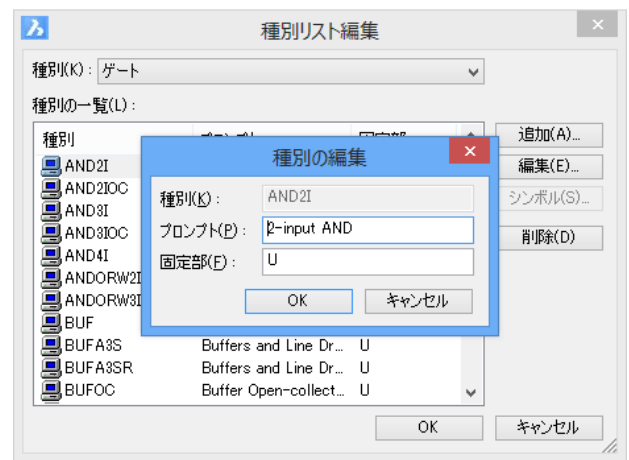 種別リスト編集
種別(K): ゲート
種別の一覧(L):
種別
AND2I
AND2IOC
AND3I
AND3IOC
AND4I
ANDORW2I
ANDORW3I
BUF
BUFA3S Buffers and Line Dr... U
BUFA3SR Buffers and Line Dr... U
BUFOC Buffer Open-collect... U
追加(A)...
編集(E)...
シンボル(S)...
削除(D)
種別の編集
種別(K): AND2I
プロンプト(P): 2-input AND
固定部(F): U
OK キャンセル
OK キャンセル